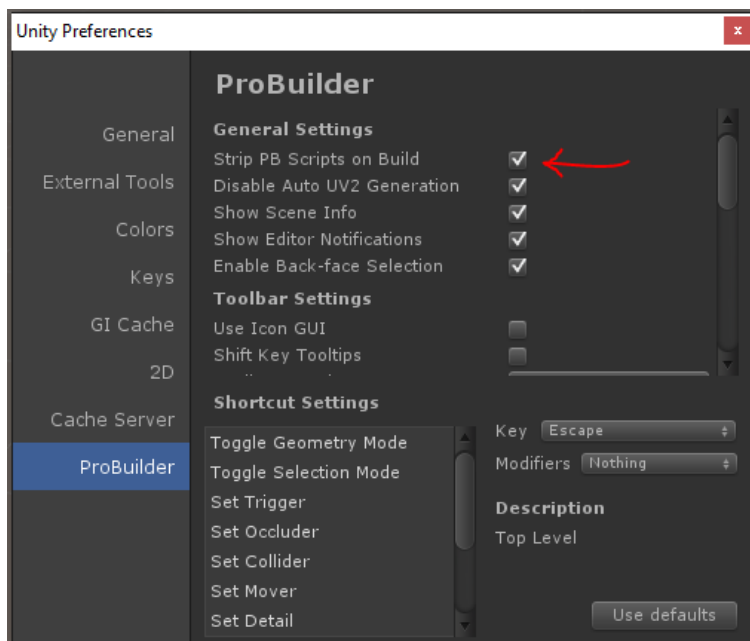 Unity Preferences
x
General
External Tools
Colors
Keys
GI Cache
2D
Cache Server
ProBuilder
ProBuilder
General Settings
Strip PB Scripts on Build
Disable Auto UV2 Generation
Show Scene Info
Show Editor Notifications
Enable Back-face Selection
Toolbar Settings
Use Icon GUI
Shift Key Tooltips
Shortcut Settings
Toggle Geometry Mode
Toggle Selection Mode
Set Trigger
Set Occluder
Set Collider
Set Mover
Set Detail
Key Escape
Modifiers Nothing
Description
Top Level
Use defaults